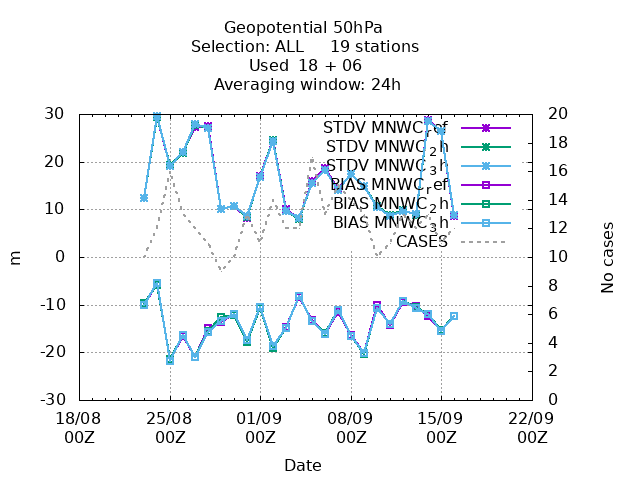 Geopotential 50hPa
Selection: ALL 19 stations
Used 18 + 06
Averaging window: 24h
30 20
STDV MNWC_ref
18
STDV MNWC_2h
20 16
STDV MNWC_3h
BIAS MNWC_ref
14
10 BIAS MNWC_2h
12
BIAS MNWC_3h
CASES
0 10
m
No cases
8
-10 6
4
-20
2
-30 0
18/08 25/08 01/09 08/09 15/09 22/09
00Z 00Z 00Z 00Z 00Z 00Z
Date